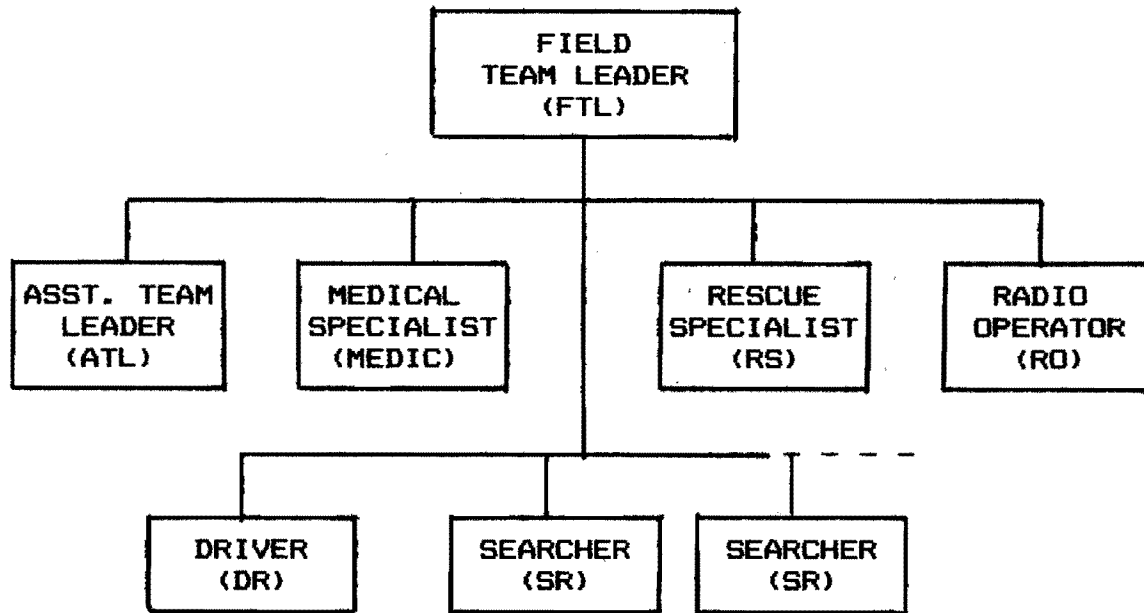 FIELD
TEAM LEADER
(FTL)
ASST. TEAM
LEADER
(ATL)
MEDICAL
SPECIALIST
(MEDIC)
RESCUE
SPECIALIST
(RS)
RADIO
OPERATOR
(RO)
DRIVER
(DR)
SEARCHER
(SR)
SEARCHER
(SR)